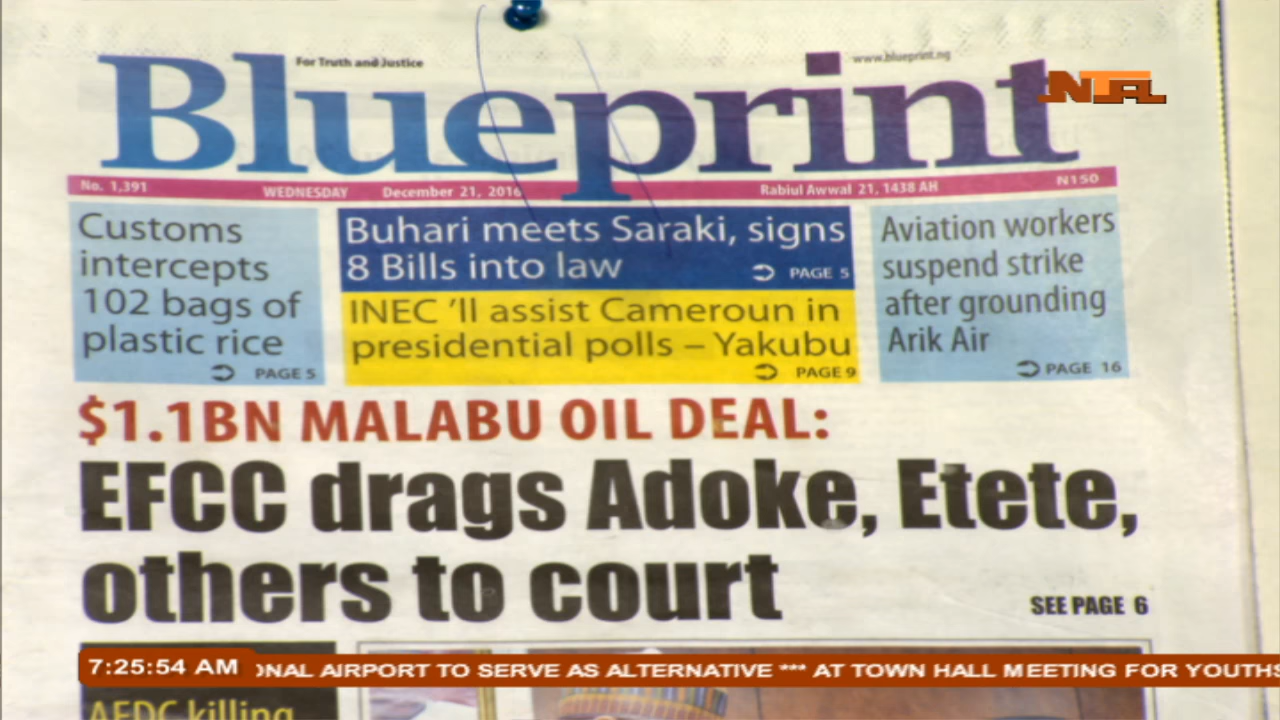 For Truth and Justice
www.blueprint.ng
Blueprint
NTA
No. 1,391 WEDNESDAY December 21, 2016 Rabiul Awwal 21, 1438 AH N150
Customs
intercepts
102 bags of
plastic rice
PAGE 5
Buhari meets Saraki, signs
8 Bills into law
PAGE 5
INEC ’ll assist Cameroun in
presidential polls – Yakubu
PAGE 9
Aviation workers
suspend strike
after grounding
Arik Air
PAGE 16
$1.1BN MALABU OIL DEAL:
EFCC drags Adoke, Etete,
others to court
SEE PAGE 6
7:25:54 AM ONAL AIRPORT TO SERVE AS ALTERNATIVE *** AT TOWN HALL MEETING FOR YOUTHS
AEDC killing